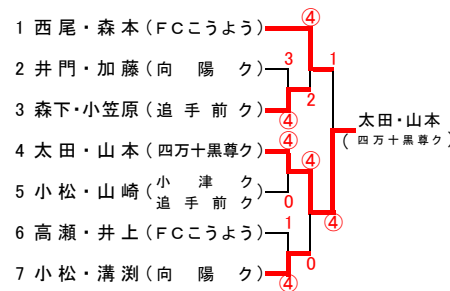 ④
1 西尾・森本（ＦＣこうよう） 1
3
2 井門・加藤（向陽ク） 2
3 森下・小笠原（追手前ク）
④
④
太田・山本
（四万十黒尊ク）
4 太田・山本（四万十黒尊ク） ④
5 小松・山崎（小津ク
追手前ク）
0
④
6 高瀬・井上（ＦＣこうよう） 1
0
7 小松・溝渕（向陽ク）
④